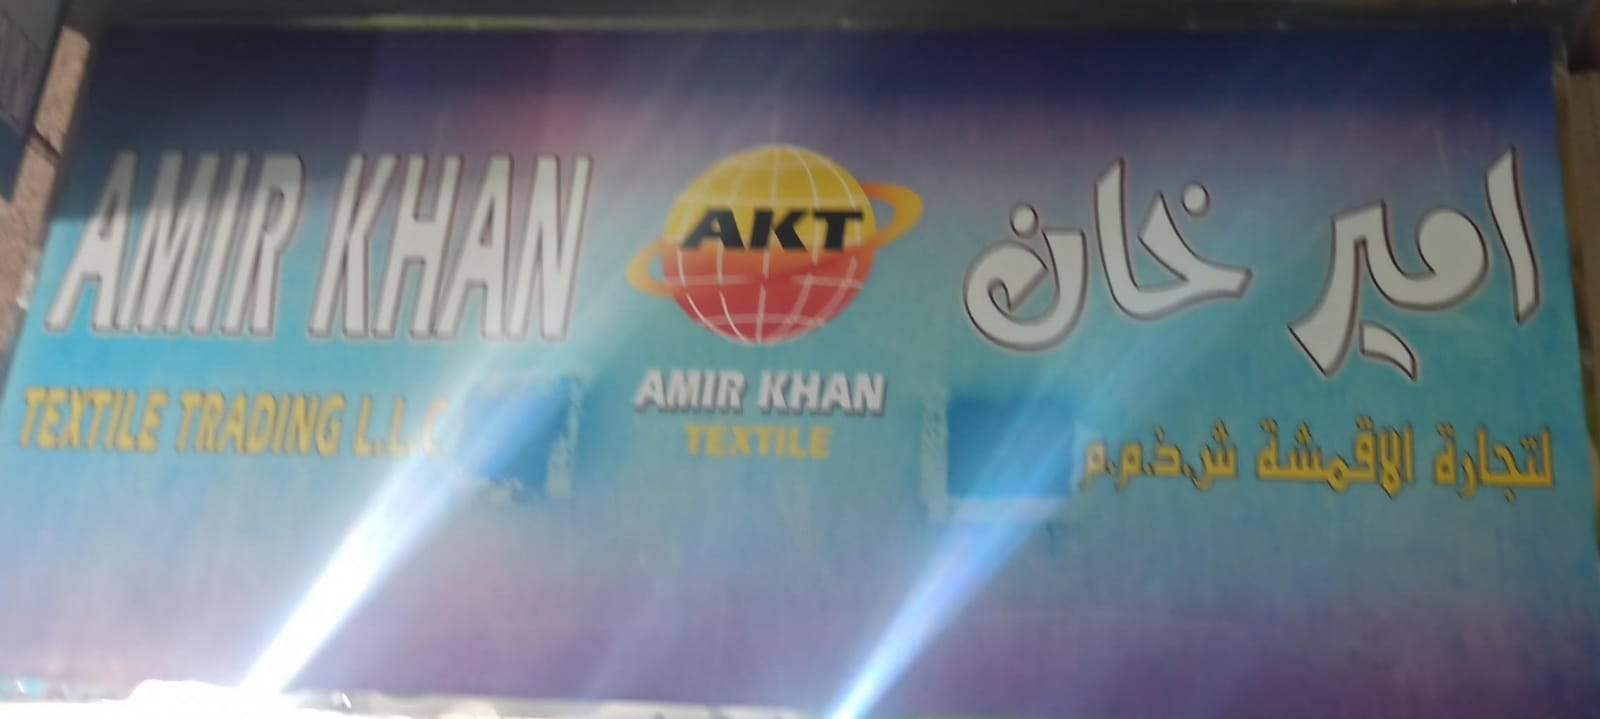 AMIR KHAN
TEXTILE TRADING L.L.C
AKT
AMIR KHAN
TEXTILE
امير خان
لتجارة الاقمشة ش.ذ.م.م